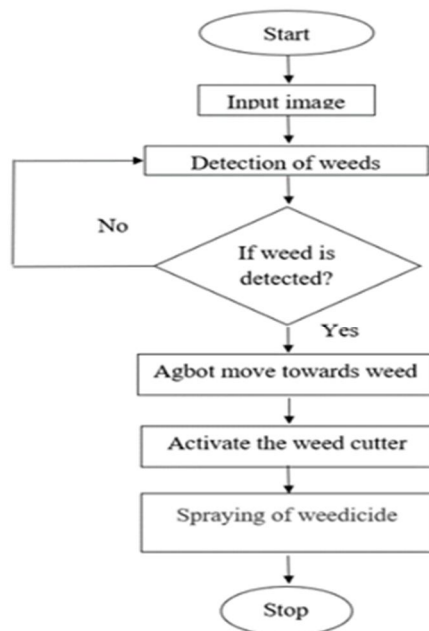 Start
Input image
Detection of weeds
No
If weed is
detected?
Yes
Agbot move towards weed
Activate the weed cutter
Spraying of weedicide
Stop